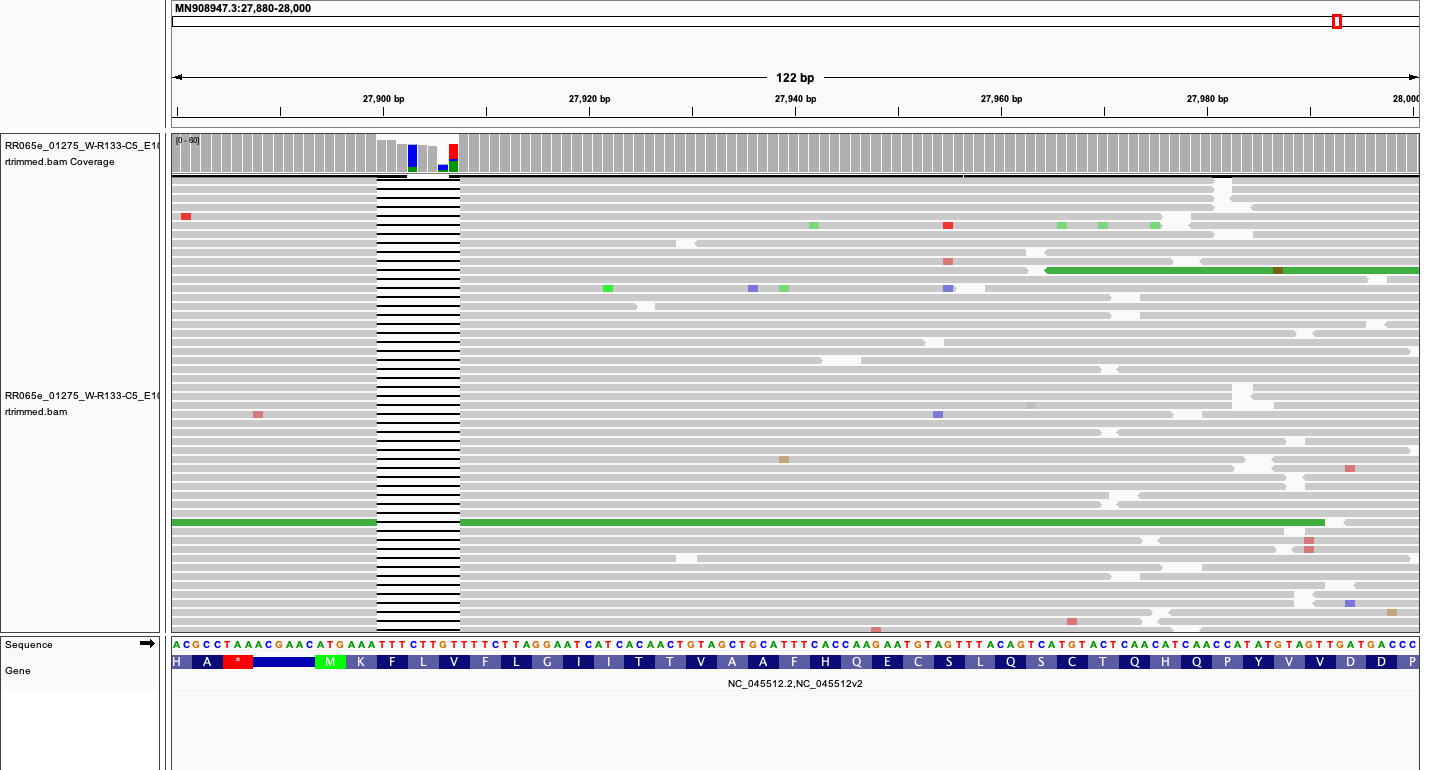 MN908947.3:27,880-28,000
122 bp
27,900 bp 27,920 bp 27,940 bp 27,960 bp 27,980 bp 28,000
RR065e_01275_W-R133-C5_E1
rtrimmed.bam Coverage
[0 - 60]
RR065e_01275_W-R133-C5_E1
rtrimmed.bam
Sequence
ACGCCTAAACGAACATGAAATTTCTTGTTTTCTTAGGAATCATCACAACTGTAGCTGCATTTCACCAAGAATGTAGTTTACAGTCATGTACTCAACATCAACCATATGTAGTTGATGACCC
Gene
H A * M K F L V F L G I I T T V A A F H Q E C S L Q S C T Q H Q P Y V V D D P
NC_045512.2,NC_045512v2